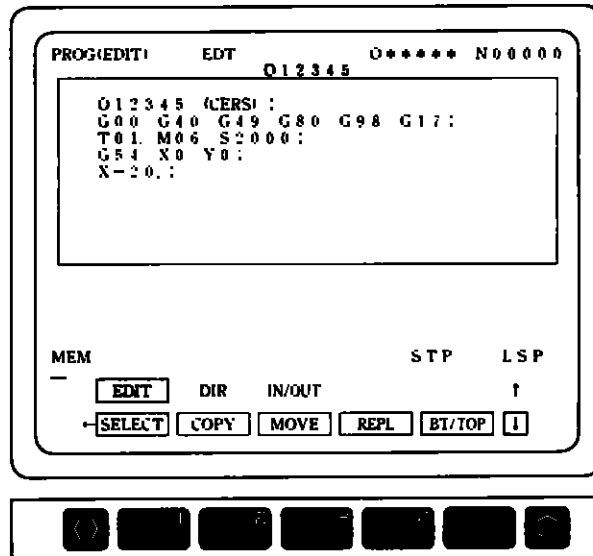 PROG(EDIT) EDT O***** N00000
O12345
O12345 (CERS) ;
G00 G40 G49 G80 G98 G17;
T01. M06 S2000;
G54 X0 Y0;
X-20.;
MEM STP LSP
EDIT DIR IN/OUT ↑
←SELECT COPY MOVE REPL BT/TOP ↓